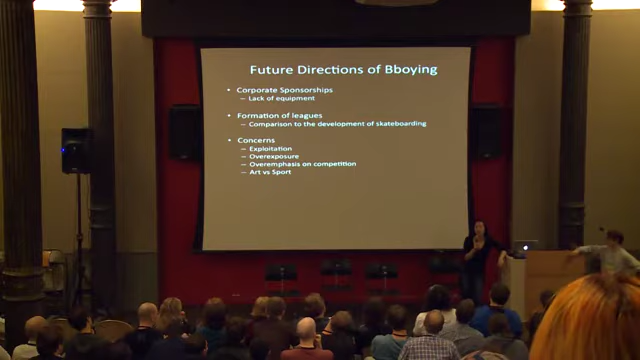 Future Directions of Bboying
• Corporate Sponsorships
– Lack of equipment
• Formation of leagues
– Comparison to the development of skateboarding
• Concerns
– Exploitation
– Overexposure
– Overemphasis on competition
– Art vs Sport